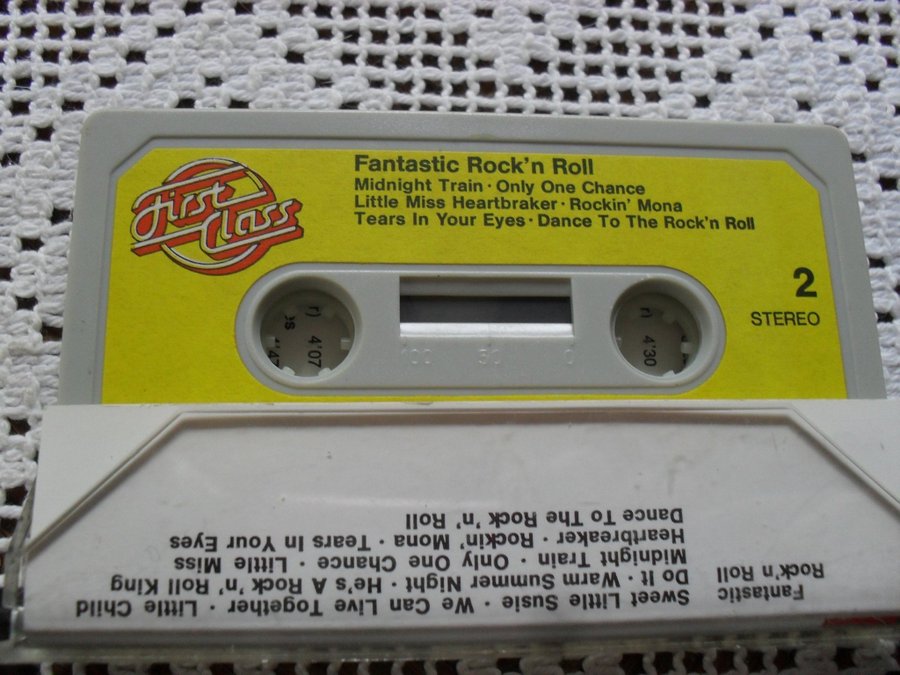 First
Class
Fantastic Rock'n Roll
Midnight Train · Only One Chance
Little Miss Heartbraker · Rockin' Mona
Tears In Your Eyes · Dance To The Rock'n Roll
2
STEREO
4'07
4'30
100 50 0
Fantastic
Rock'n Roll
Sweet Little Susie · We Can Live Together · Little Child
Do It · Warm Summer Night · He's A Rock 'n' Roll King
Midnight Train · Only One Chance · Little Miss
Heartbreaker · Rockin' Mona · Tears In Your Eyes
Dance To The Rock 'n' Roll